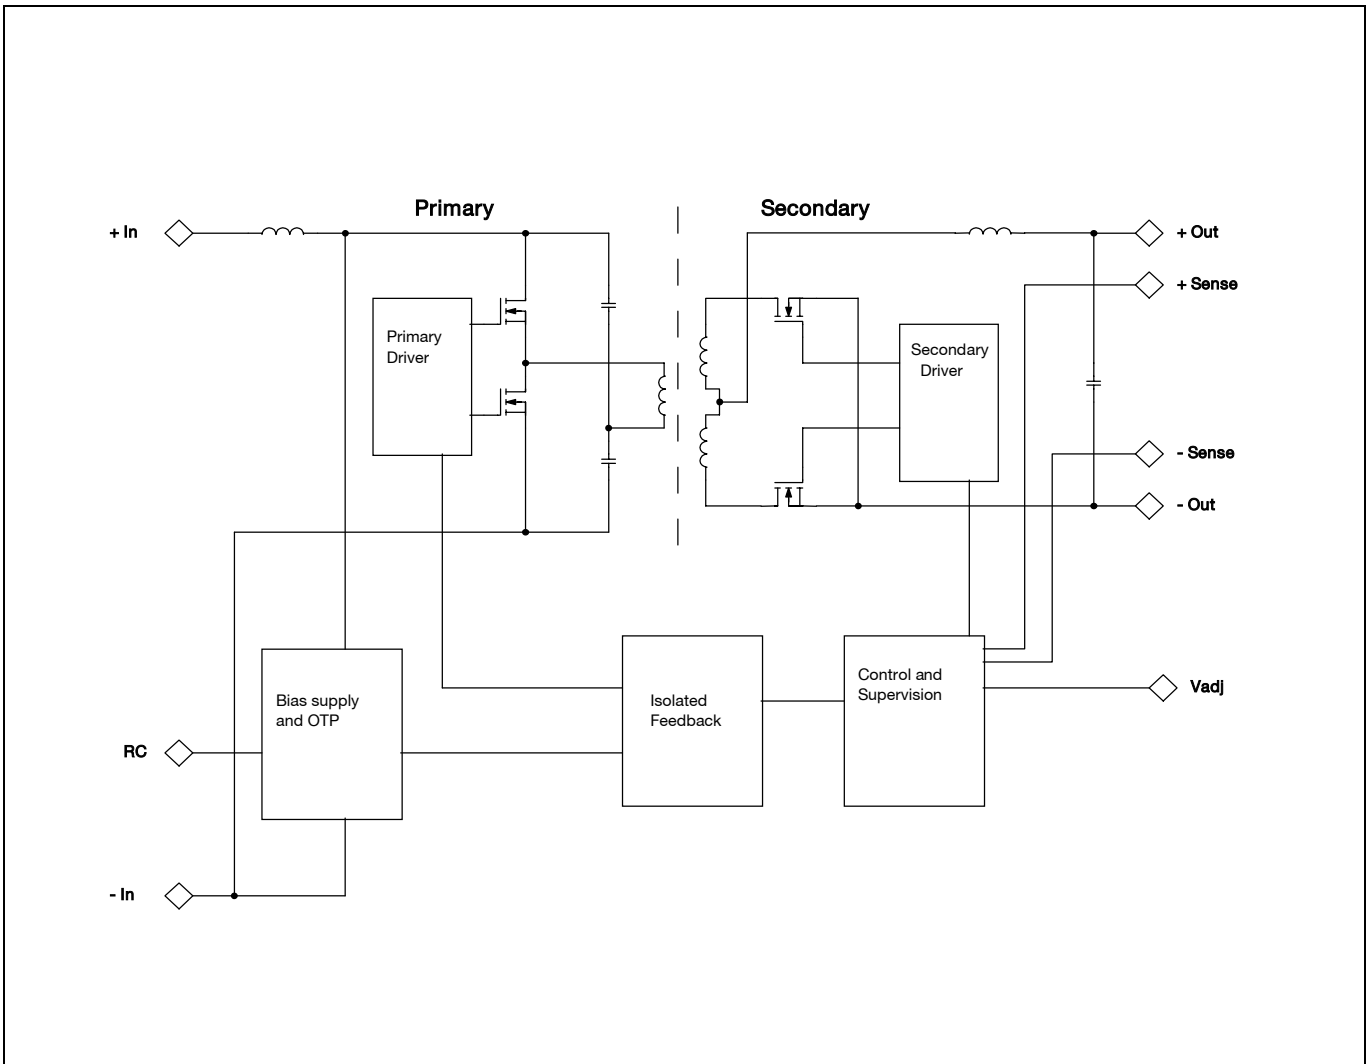 Primary
Secondary
+ In
+ Out
+ Sense
Primary
Driver
Secondary
Driver
- Sense
- Out
Bias supply
and OTP
Isolated
Feedback
Control and
Supervision
Vadj
RC
- In